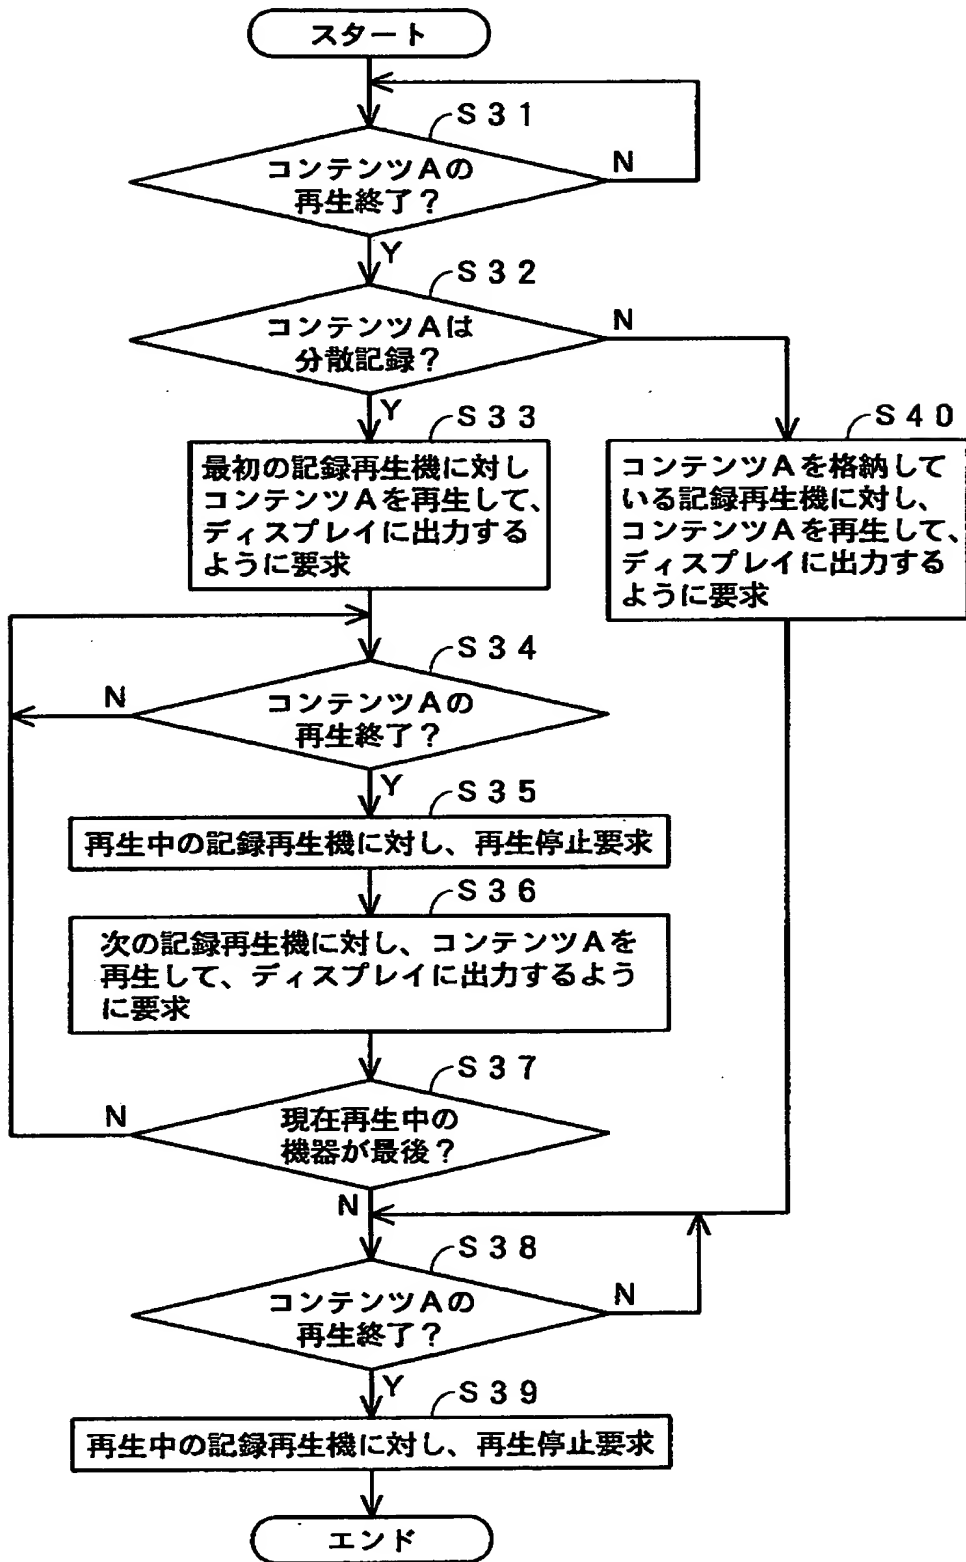 スタート
S31
コンテンツAの
再生終了？
N
Y
S32
コンテンツAは
分散記録？
N
Y
S33
最初の記録再生機に対し
コンテンツAを再生して、
ディスプレイに出力する
ように要求
S40
コンテンツAを格納して
いる記録再生機に対し、
コンテンツAを再生して、
ディスプレイに出力する
ように要求
S34
コンテンツAの
再生終了？
N
Y
S35
再生中の記録再生機に対し、再生停止要求
S36
次の記録再生機に対し、コンテンツAを
再生して、ディスプレイに出力するよう
に要求
S37
現在再生中の
機器が最後？
N
N
S38
コンテンツAの
再生終了？
N
Y
S39
再生中の記録再生機に対し、再生停止要求
エンド